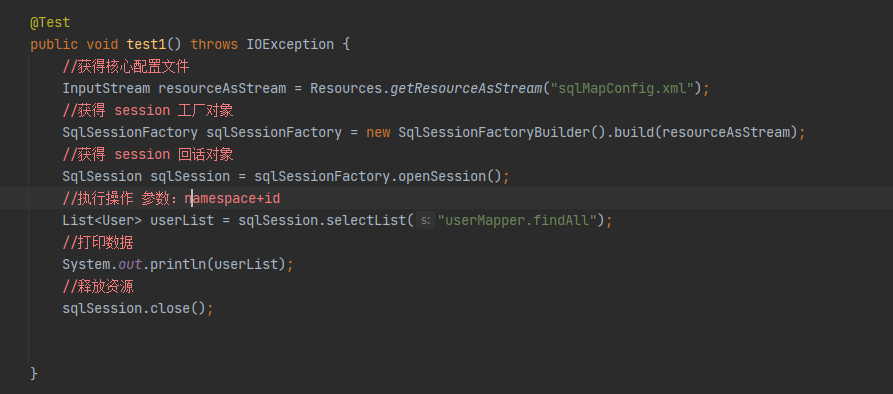 @Test
public void test1() throws IOException {
//获得核心配置文件
InputStream resourceAsStream = Resources.getResourceAsStream("sqlMapConfig.xml");
//获得 session 工厂对象
SqlSessionFactory sqlSessionFactory = new SqlSessionFactoryBuilder().build(resourceAsStream);
//获得 session 回话对象
SqlSession sqlSession = sqlSessionFactory.openSession();
//执行操作 参数：namespace+id
List<User> userList = sqlSession.selectList( s: "userMapper.findAll");
//打印数据
System.out.println(userList);
//释放资源
sqlSession.close();
}